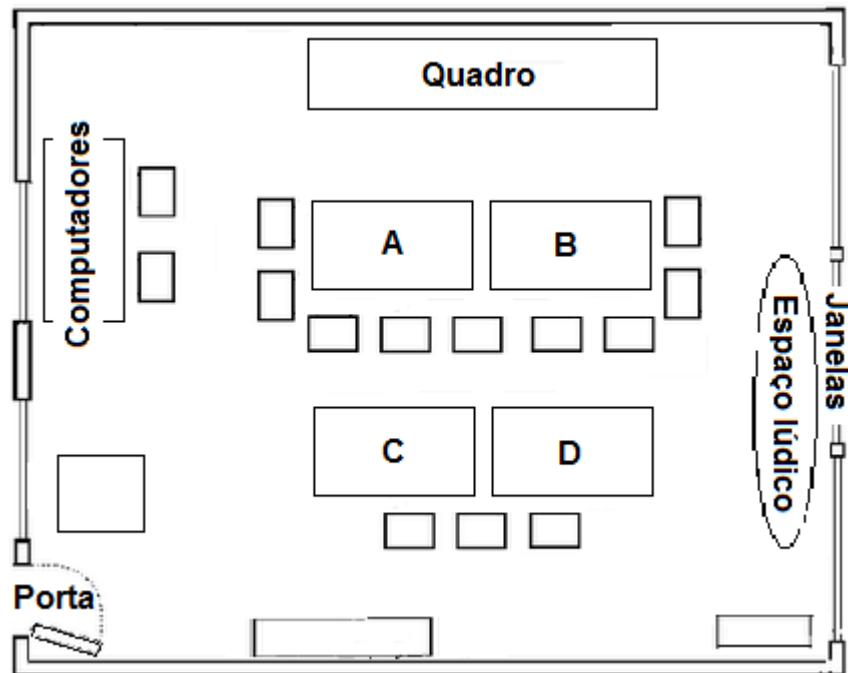 Quadro
Computadores
A
B
Espaço lúdico
Janelas
C
D
Porta